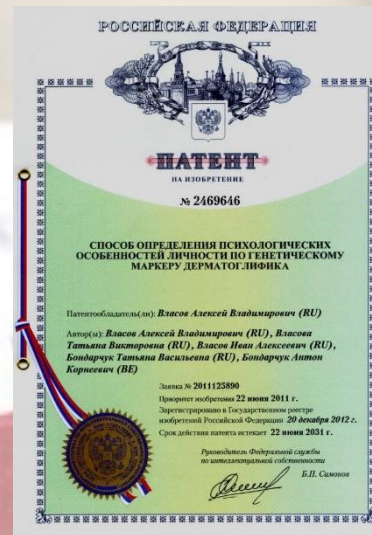 РОССИЙСКАЯ ФЕДЕРАЦИЯ
ПАТЕНТ
НА ИЗОБРЕТЕНИЕ
№ 2469646
СПОСОБ ОПРЕДЕЛЕНИЯ ПСИХОЛОГИЧЕСКИХ
ОСОБЕННОСТЕЙ ЛИЧНОСТИ ПО ГЕНЕТИЧЕСКОМУ
МАРКЕРУ ДЕРМАТОГЛИФИКА
Патентообладатель(ли): Власов Алексей Владимирович (RU)
Автор(ы): Власов Алексей Владимирович (RU), Власова
Татьяна Викторовна (RU), Власов Иван Алексеевич (RU),
Бондарчук Татьяна Васильевна (RU), Бондарчук Антон
Корнеевич (BE)
Заявка № 2011125890
Приоритет изобретения 22 июня 2011 г.
Зарегистрировано в Государственном реестре
изобретений Российской Федерации 20 декабря 2012 г.
Срок действия патента истекает 22 июня 2031 г.
Руководитель Федеральной службы
по интеллектуальной собственности
Б.П. Симонов